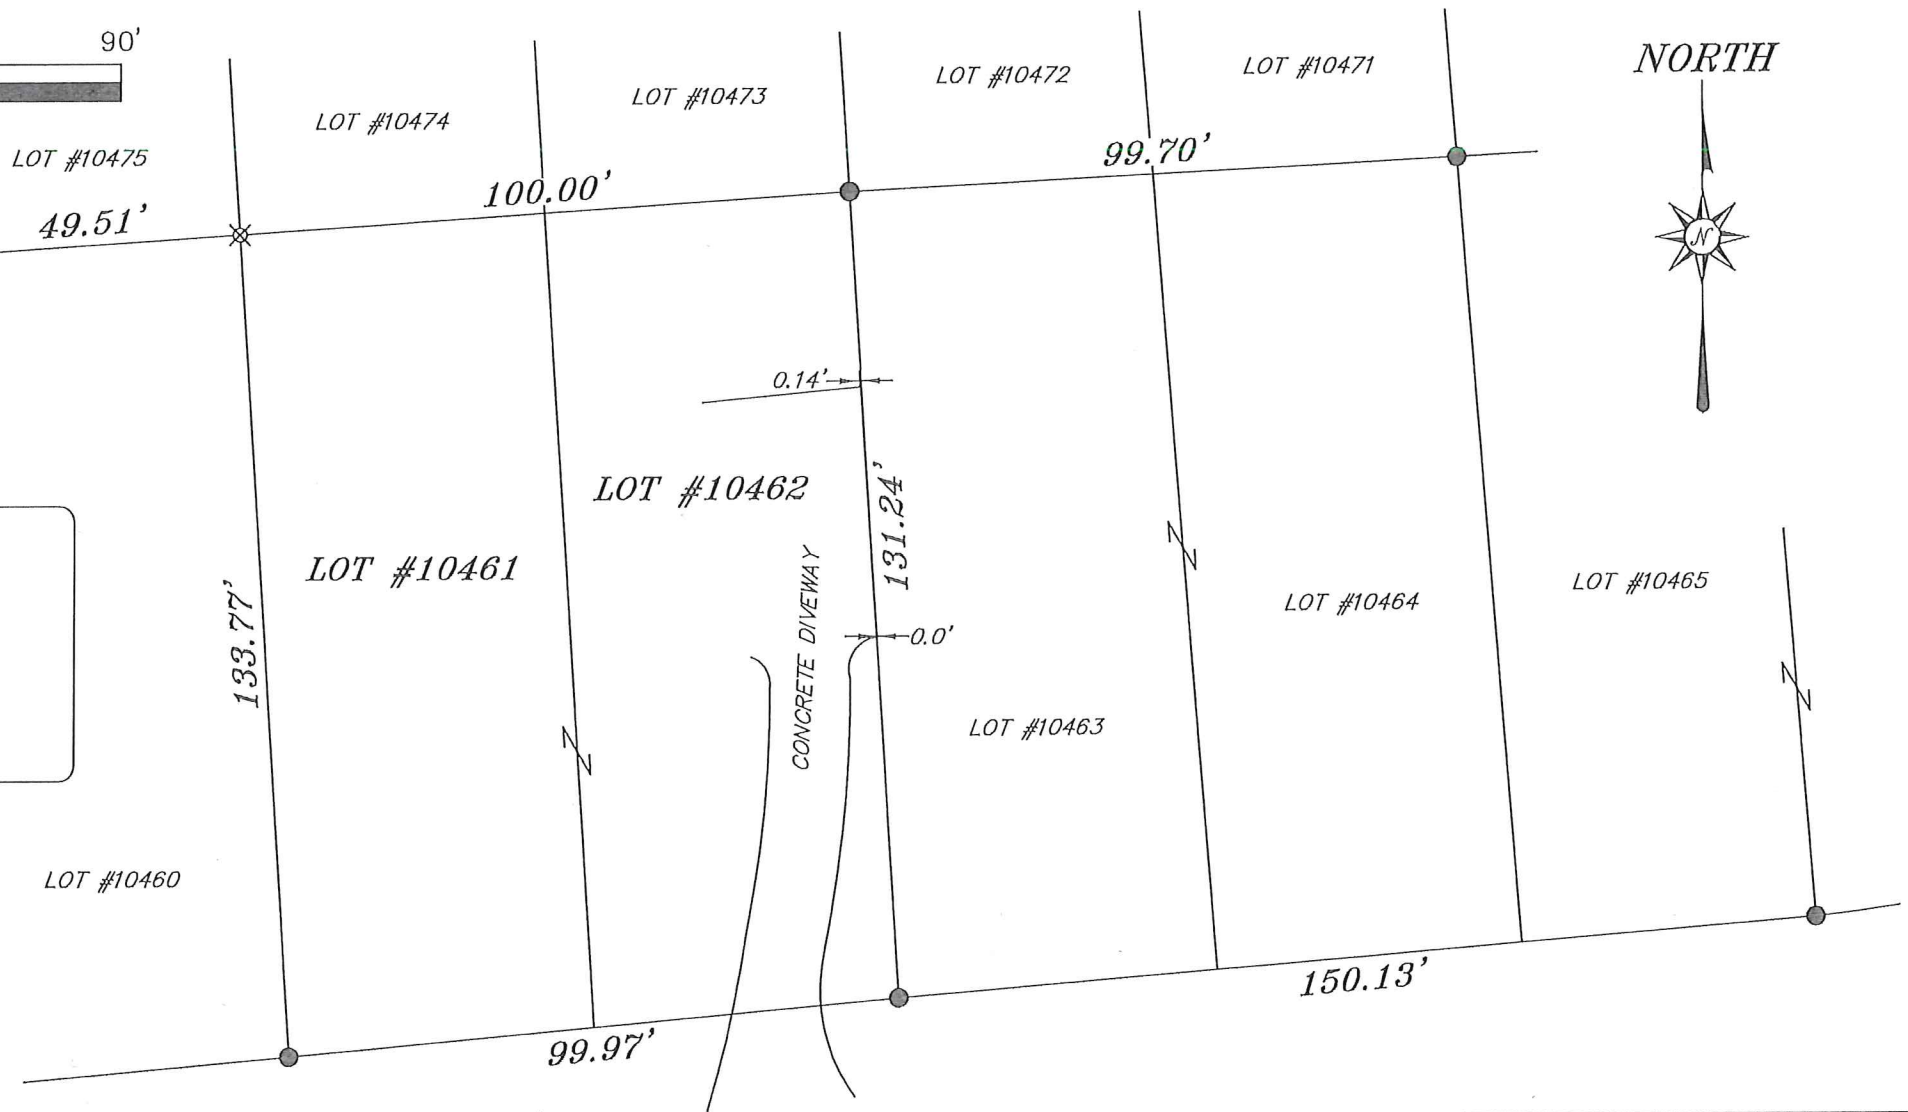 90'
NORTH
LOT #10475
LOT #10474
LOT #10473
LOT #10472
LOT #10471
49.51'
100.00'
99.70'
N
0.14'
LOT #10462
131.24'
LOT #10461
133.77'
CONCRETE DIVEWAY
0.0'
LOT #10463
LOT #10464
LOT #10465
LOT #10460
99.97'
150.13'